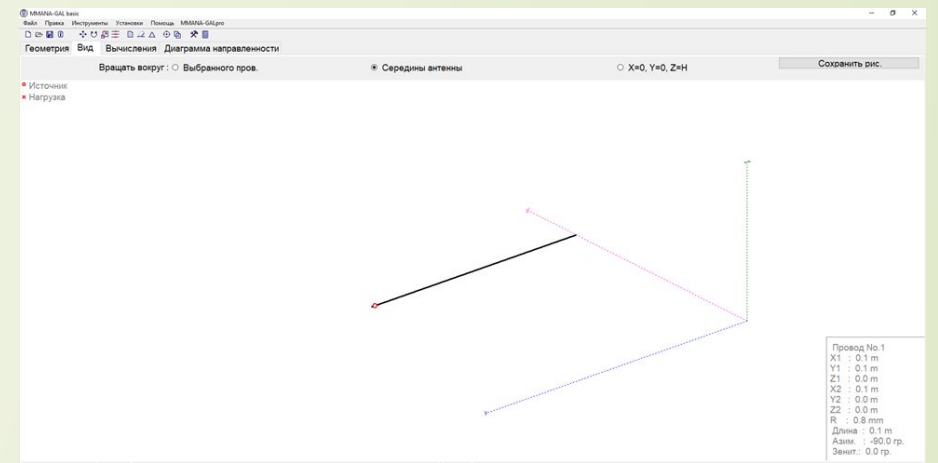 MMANA-GAL basic
Файл Правка Инструменты Установки Помощь MMANA-GALpro
Геометрия Вид Вычисления Диаграмма направленности
Вращать вокруг : Выбранного пров. Середины антенны X=0, Y=0, Z=H Сохранить рис.
Источник
Нагрузка
Провод No.1
X1 : 0.1 m
Y1 : 0.1 m
Z1 : 0.0 m
X2 : 0.1 m
Y2 : 0.0 m
Z2 : 0.0 m
R : 0.8 mm
Длина : 0.1 m
Азим. : -90.0 гр.
Зенит.: 0.0 гр.